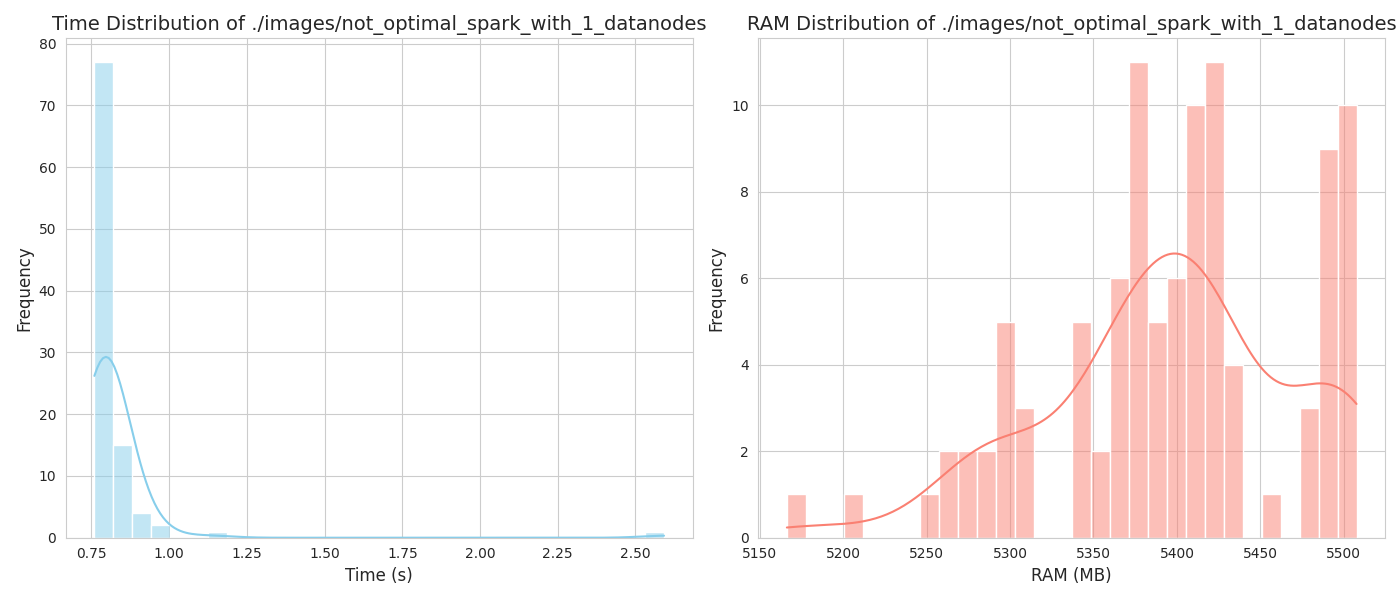 Time Distribution of ./images/not_optimal_spark_with_1_datanodes
80
70
60
50
40
30
20
10
0
Frequency
0.75 1.00 1.25 1.50 1.75 2.00 2.25 2.50
Time (s)
RAM Distribution of ./images/not_optimal_spark_with_1_datanodes
10
8
6
4
2
0
Frequency
5150 5200 5250 5300 5350 5400 5450 5500
RAM (MB)